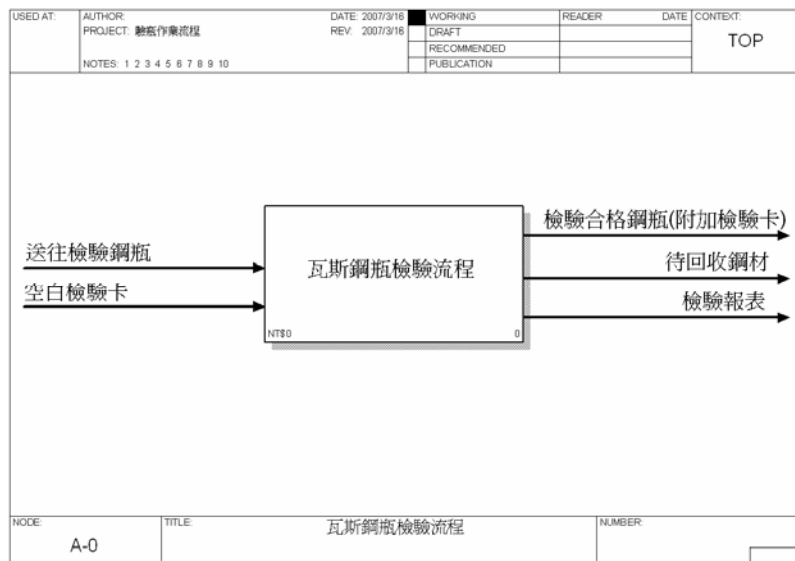 USED AT:
AUTHOR:
DATE: 2007/3/16
WORKING
READER
DATE
CONTEXT:
PROJECT: 驗瓶作業流程
REV: 2007/3/16
DRAFT
TOP
RECOMMENDED
NOTES: 1 2 3 4 5 6 7 8 9 10
PUBLICATION
送往檢驗鋼瓶
空白檢驗卡
瓦斯鋼瓶檢驗流程
NT$0
0
檢驗合格鋼瓶(附加檢驗卡)
待回收鋼材
檢驗報表
NODE:
A-0
TITLE:
瓦斯鋼瓶檢驗流程
NUMBER: